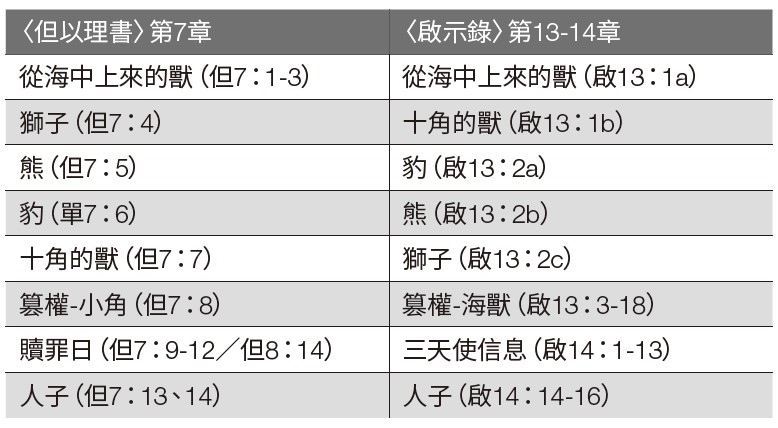 〈但以理書〉第7章 〈啟示錄〉第13-14章
從海中上來的獸（但7：1-3） 從海中上來的獸（啟13：1a）
獅子（但7：4） 十角的獸（啟13：1b）
熊（但7：5） 豹（啟13：2a）
豹（單7：6） 熊（啟13：2b）
十角的獸（但7：7） 獅子（啟13：2c）
篡權-小角（但7：8） 篡權-海獸（啟13：3-18）
贖罪日（但7：9-12／但8：14） 三天使信息（啟14：1-13）
人子（但7：13、14） 人子（啟14：14-16）